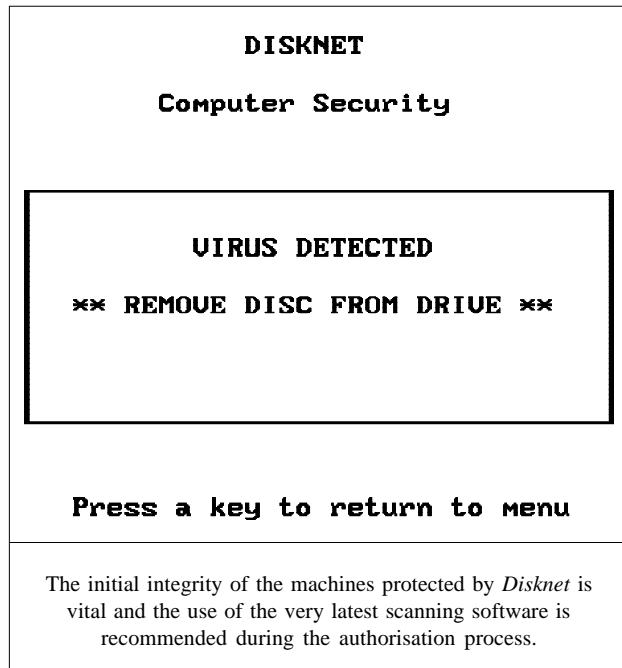 DISKNET
Computer Security
VIRUS DETECTED
** REMOVE DISC FROM DRIVE **
Press a key to return to menu
The initial integrity of the machines protected by Disknet is
vital and the use of the very latest scanning software is
recommended during the authorisation process.